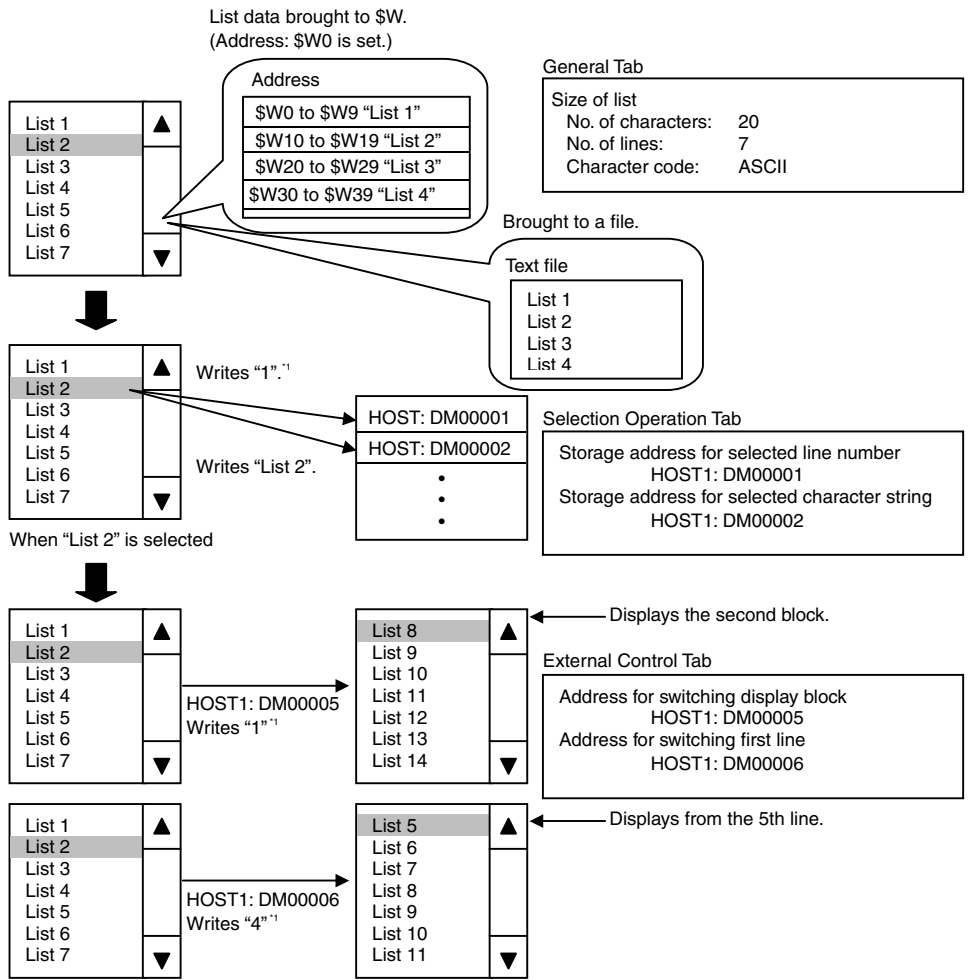 List data brought to $W.
(Address: $W0 is set.)
Address
$W0 to $W9 “List 1”
$W10 to $W19 “List 2”
$W20 to $W29 “List 3”
$W30 to $W39 “List 4”
General Tab
Size of list
No. of characters: 20
No. of lines: 7
Character code: ASCII
List 1
List 2
List 3
List 4
List 5
List 6
List 7
Brought to a file.
Text file
List 1
List 2
List 3
List 4
List 1
List 2
List 3
List 4
List 5
List 6
List 7
Writes “1”.*1
Writes “List 2”.
HOST: DM00001
HOST: DM00002
Selection Operation Tab
Storage address for selected line number
HOST1: DM00001
Storage address for selected character string
HOST1: DM00002
When “List 2” is selected
List 1
List 2
List 3
List 4
List 5
List 6
List 7
HOST1: DM00005
Writes “1”*1
List 8
List 9
List 10
List 11
List 12
List 13
List 14
Displays the second block.
External Control Tab
Address for switching display block
HOST1: DM00005
Address for switching first line
HOST1: DM00006
List 1
List 2
List 3
List 4
List 5
List 6
List 7
HOST1: DM00006
Writes “4”*1
List 5
List 6
List 7
List 8
List 9
List 10
List 11
Displays from the 5th line.